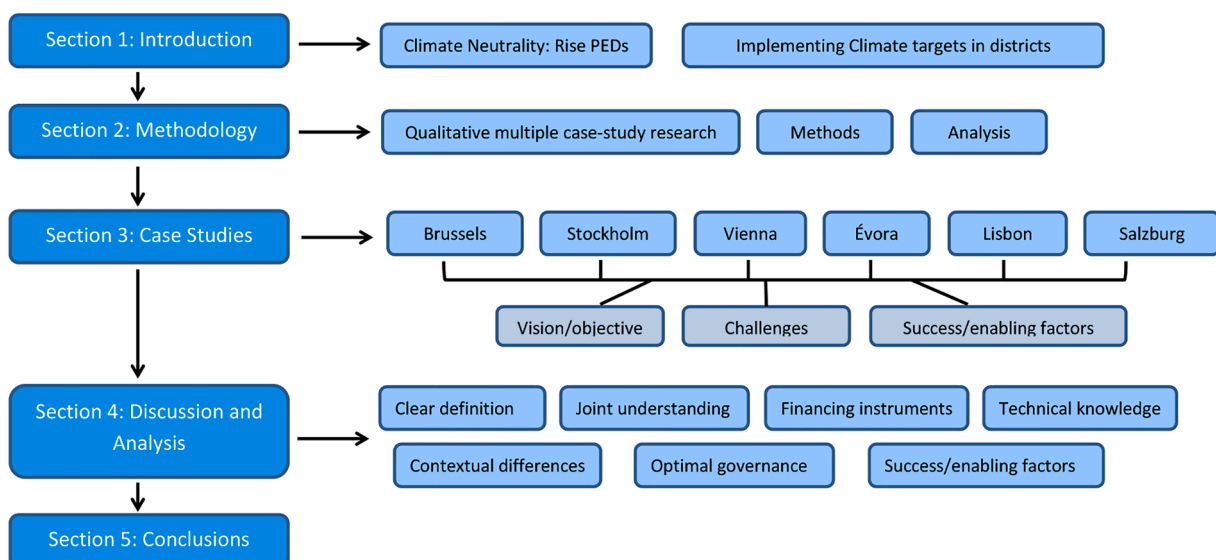 Section 1: Introduction
Climate Neutrality: Rise PEDs
Implementing Climate targets in districts
Section 2: Methodology
Qualitative multiple case-study research
Methods
Analysis
Section 3: Case Studies
Brussels
Stockholm
Vienna
Évora
Lisbon
Salzburg
Vision/objective
Challenges
Success/enabling factors
Section 4: Discussion and
Analysis
Clear definition
Joint understanding
Financing instruments
Technical knowledge
Contextual differences
Optimal governance
Success/enabling factors
Section 5: Conclusions